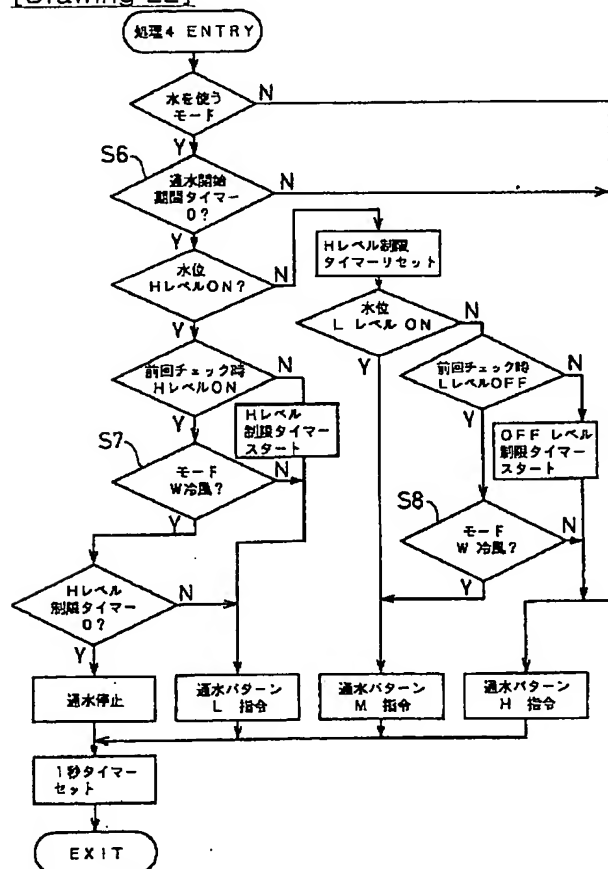 処理4 ENTRY
水を使う
モード
N
Y
S6
通水開始
期間タイマー
0?
N
Y
水位
HレベルON?
N
Y
Hレベル制限
タイマーリセット
水位
L レベル ON
N
Y
前回チェック時
HレベルON
N
Y
Hレベル
制限タイマー
スタート
前回チェック時
LレベルOFF
N
Y
OFF レベル
制限タイマー
スタート
S7
モード
W冷風?
N
Y
S8
モード
W 冷風?
N
Y
Hレベル
制限タイマー
0?
N
Y
通水停止
通水パターン
L 指令
通水パターン
M 指令
通水パターン
H 指令
1秒タイマー
セット
EXIT